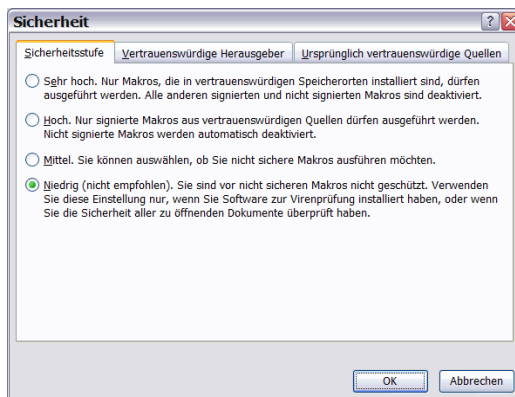 Sicherheit
Sicherheitsstufe Vertrauenswürdige Herausgeber Ursprünglich vertrauenswürdige Quellen
Sehr hoch. Nur Makros, die in vertrauenswürdigen Speicherorten installiert sind, dürfen
ausgeführt werden. Alle anderen signierten und nicht signierten Makros sind deaktiviert.
Hoch. Nur signierte Makros aus vertrauenswürdigen Quellen dürfen ausgeführt werden.
Nicht signierte Makros werden automatisch deaktiviert.
Mittel. Sie können auswählen, ob Sie nicht sichere Makros ausführen möchten.
Niedrig (nicht empfohlen). Sie sind vor nicht sicheren Makros nicht geschützt. Verwenden
Sie diese Einstellung nur, wenn Sie Software zur Virenprüfung installiert haben, oder wenn
Sie die Sicherheit aller zu öffnenden Dokumente überprüft haben.
OK Abbrechen